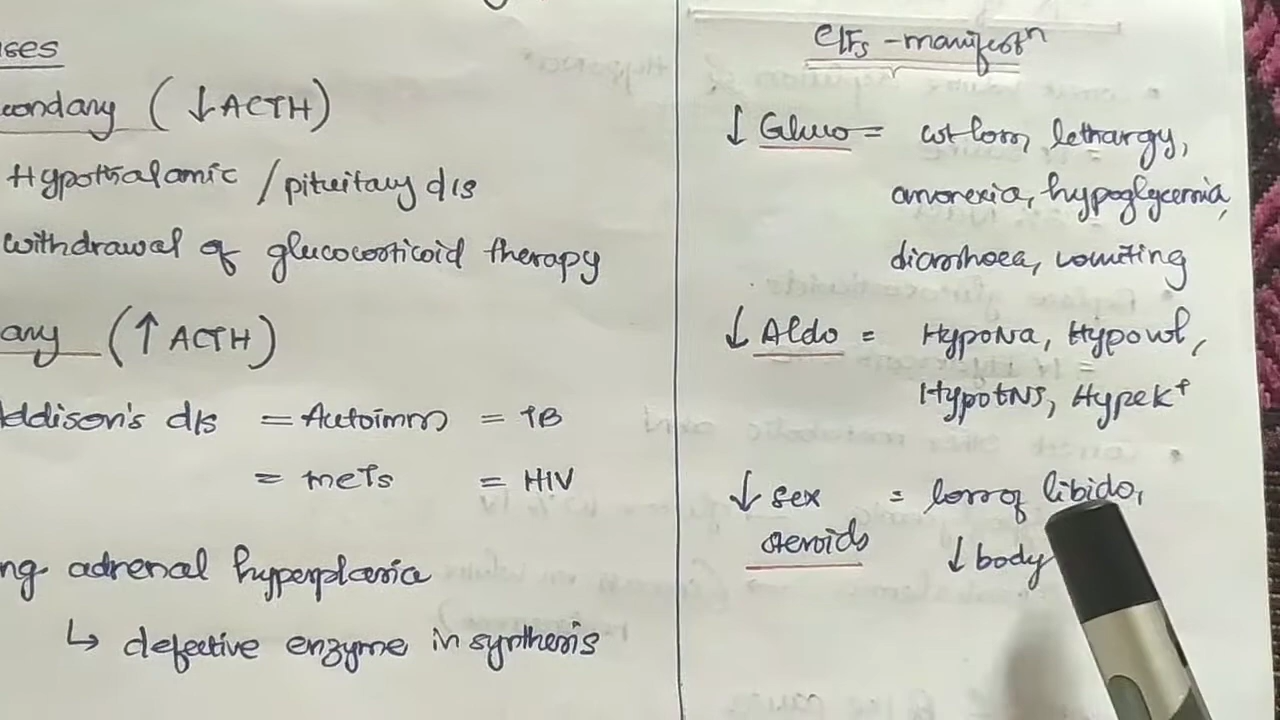 uses
condary (↓ACTH)
Hypothalamic / pituitary dis
withdrawal of glucocorticoid therapy
ary (↑ ACTH)
ddison's dis = Autoimm = TB
= mets = HIV
ng adrenal hyperplasia
↳ defective enzyme in synthesis
C/Fs - manifestn
↓ Gluco = wt loss, lethargy,
anorexia, hypoglycemia,
diarrhoea, vomiting
↓ Aldo = HypoNa, Hypovol,
HypotNS, HypeK+
↓ sex = loss of libido,
steroids ↓ body